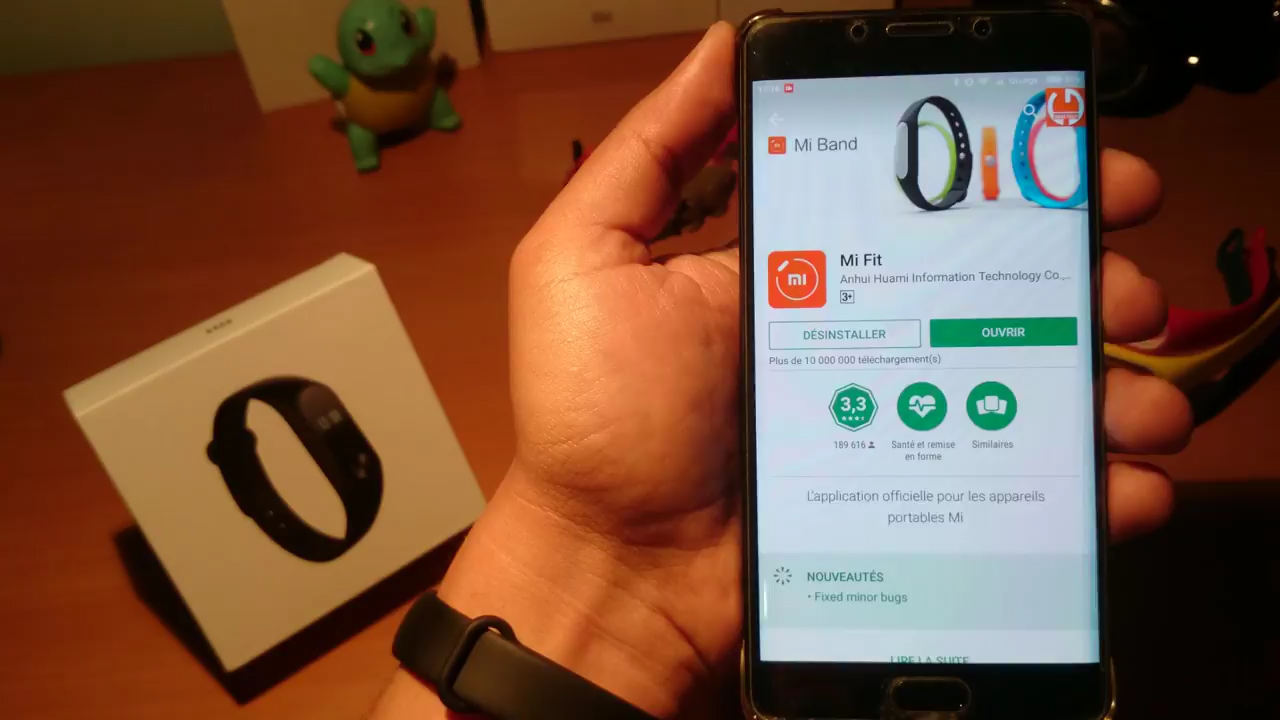 17:16
Mi Band
Mi Fit
Anhui Huami Information Technology Co.,..
3+
DÉSINSTALLER
OUVRIR
Plus de 10 000 000 téléchargement(s)
3,3
189 616
Santé et remise
en forme
Similaires
L'application officielle pour les appareils
portables Mi
NOUVEAUTÉS
• Fixed minor bugs
LIRE LA SUITE